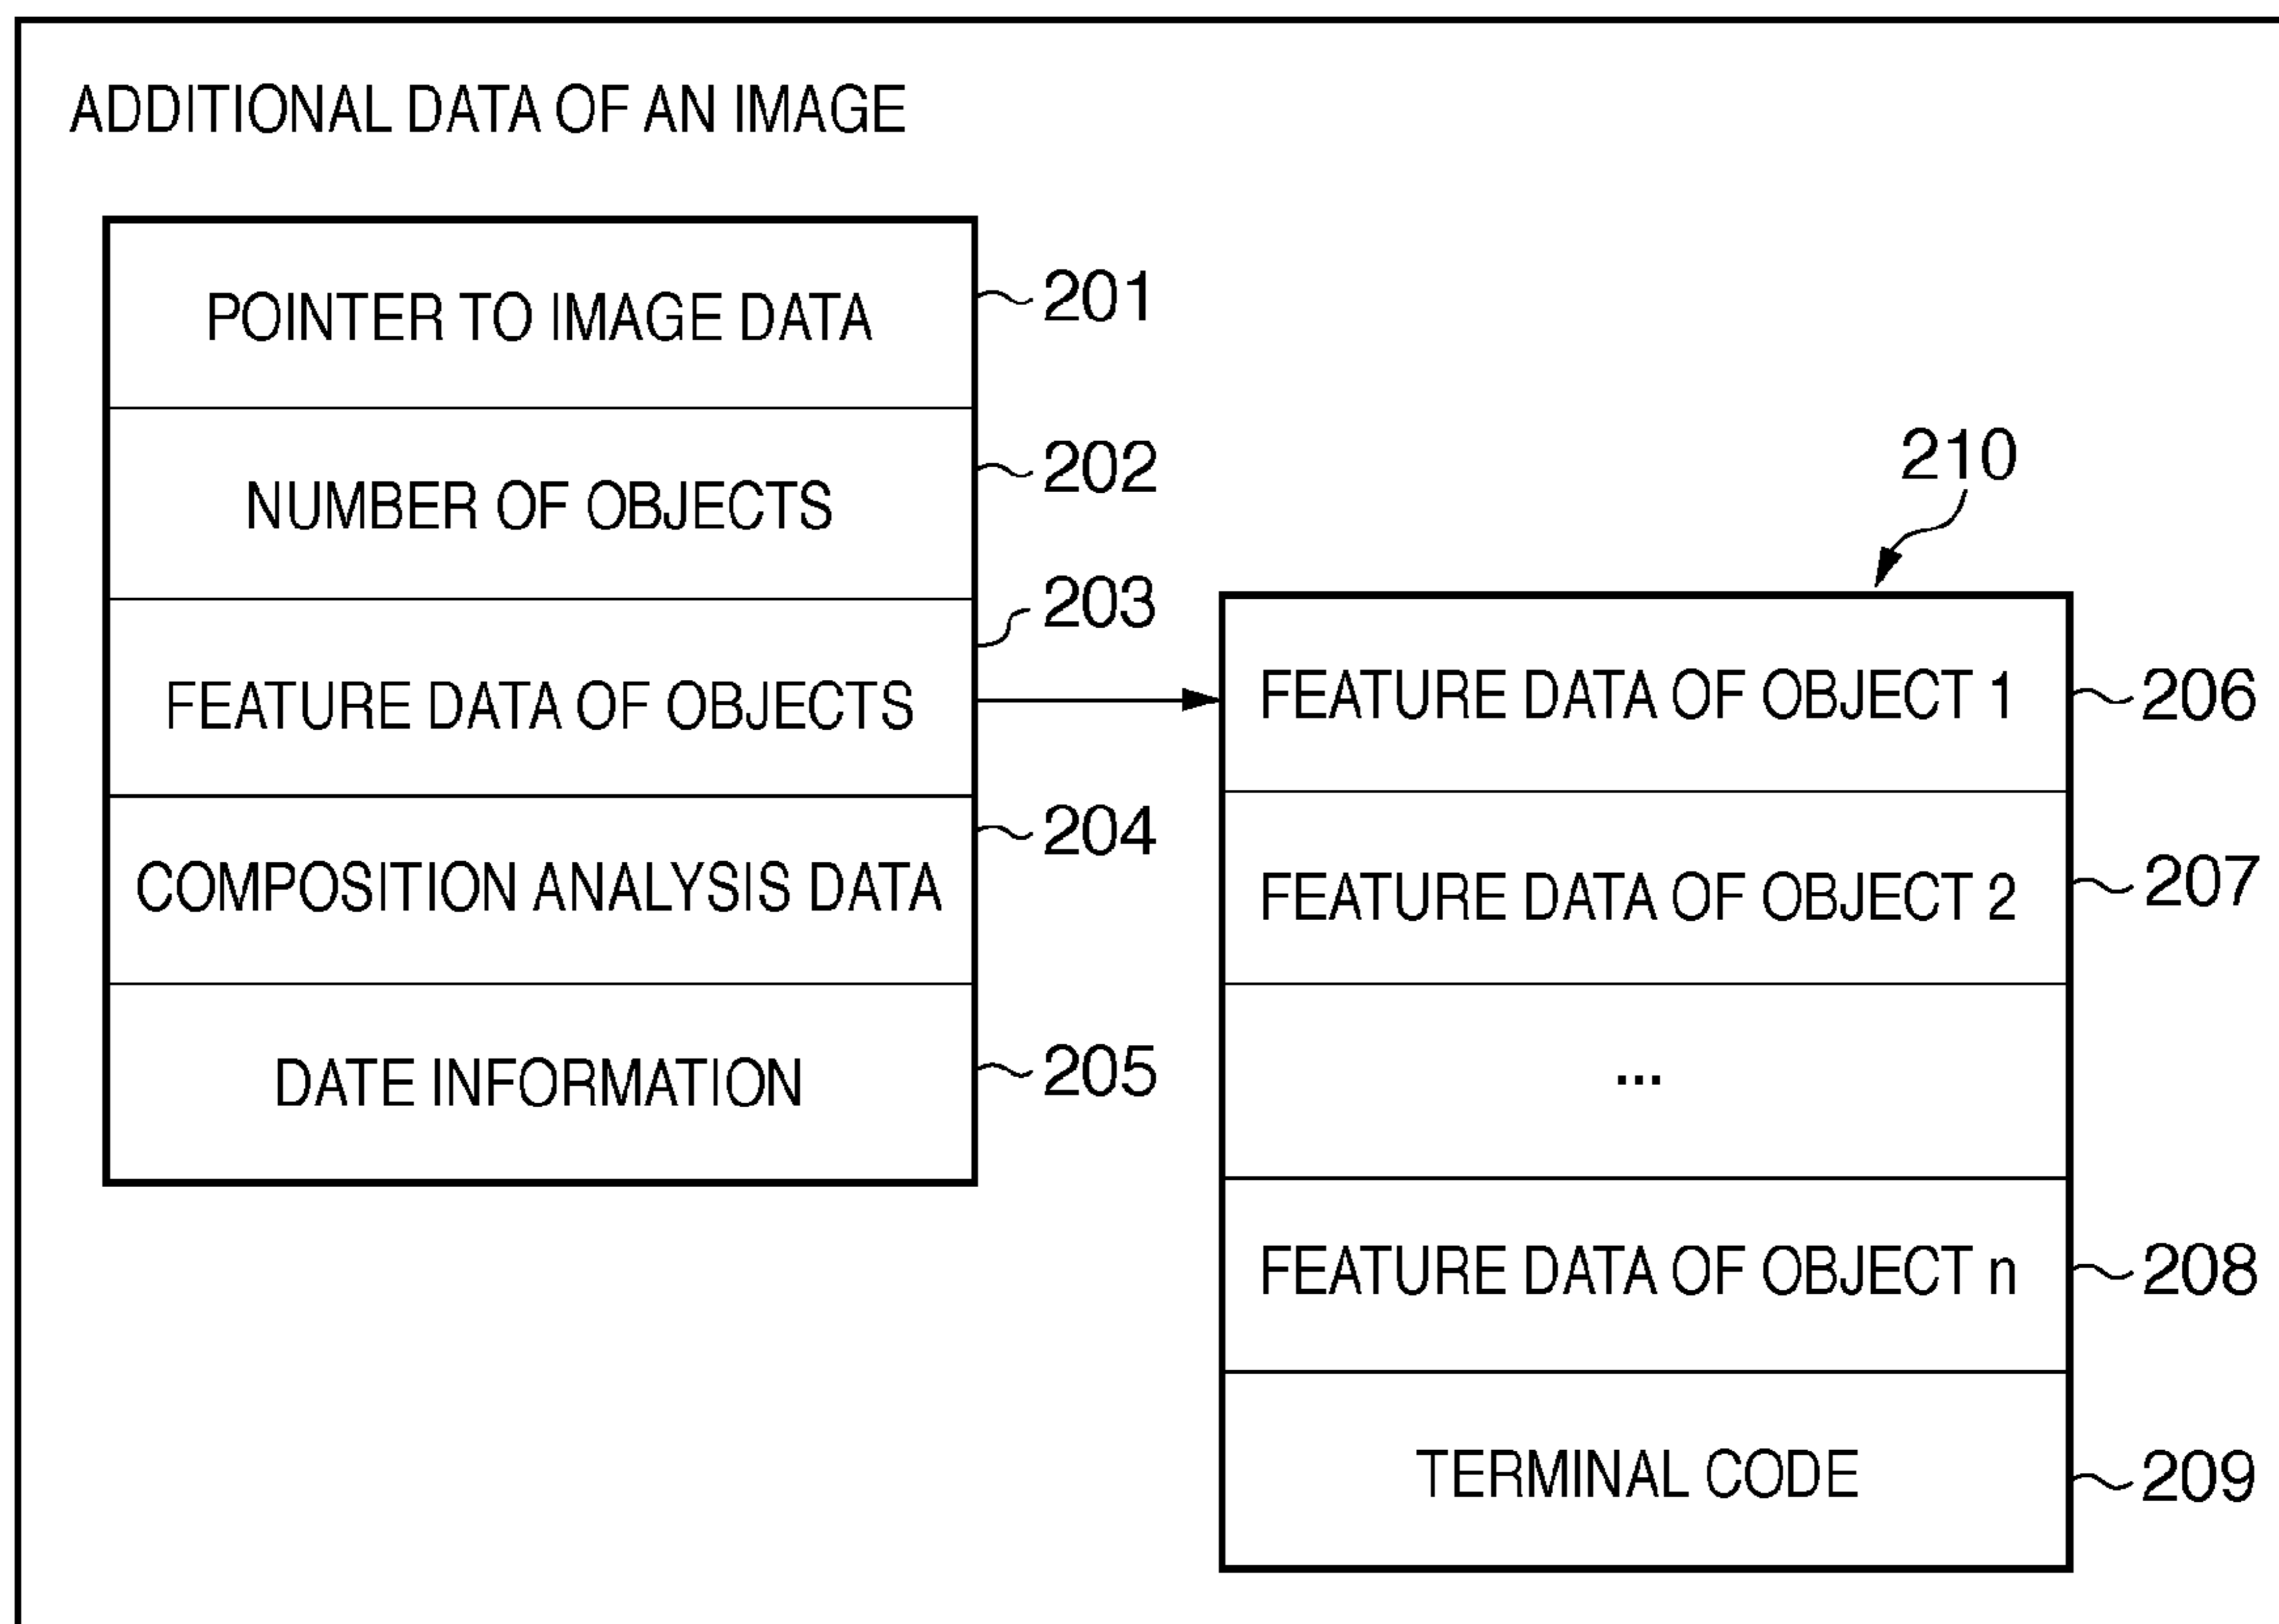 ADDITIONAL DATA OF AN IMAGE
POINTER TO IMAGE DATA
201
NUMBER OF OBJECTS
202
FEATURE DATA OF OBJECTS
203
COMPOSITION ANALYSIS DATA
204
DATE INFORMATION
205
210
FEATURE DATA OF OBJECT 1
206
FEATURE DATA OF OBJECT 2
207
...
FEATURE DATA OF OBJECT n
208
TERMINAL CODE
209